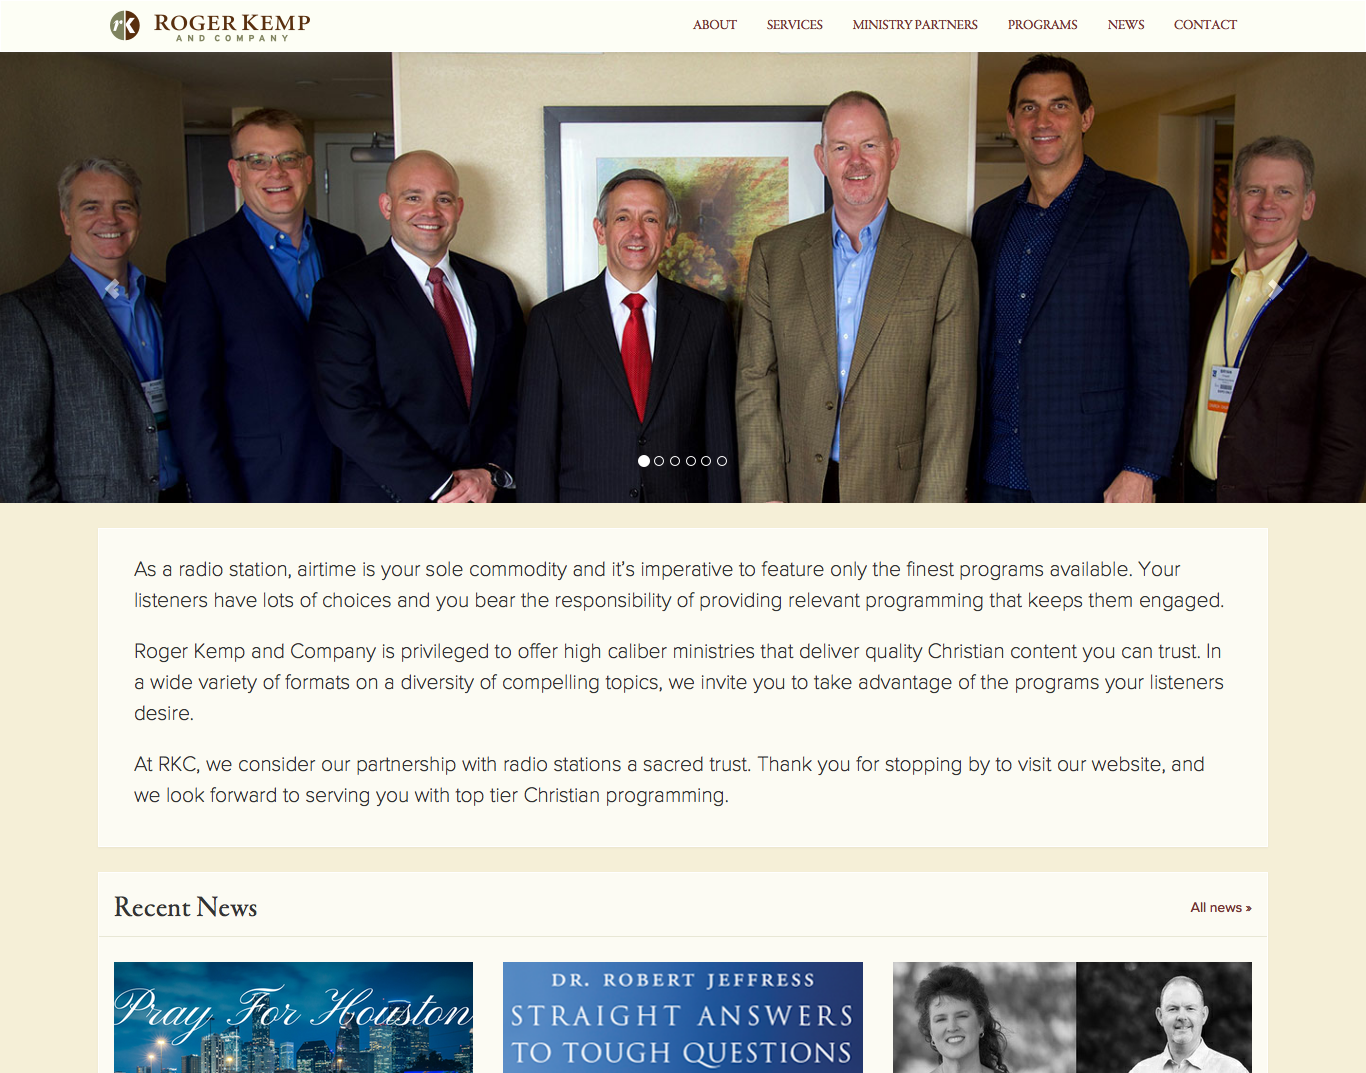 rk ROGER KEMP
AND COMPANY
ABOUT SERVICES MINISTRY PARTNERS PROGRAMS NEWS CONTACT
As a radio station, airtime is your sole commodity and it's imperative to feature only the finest programs available. Your
listeners have lots of choices and you bear the responsibility of providing relevant programming that keeps them engaged.
Roger Kemp and Company is privileged to offer high caliber ministries that deliver quality Christian content you can trust. In
a wide variety of formats on a diversity of compelling topics, we invite you to take advantage of the programs your listeners
desire.
At RKC, we consider our partnership with radio stations a sacred trust. Thank you for stopping by to visit our website, and
we look forward to serving you with top tier Christian programming.
Recent News
All news »
Pray For Houston
DR. ROBERT JEFFRESS
STRAIGHT ANSWERS
TO TOUGH QUESTIONS